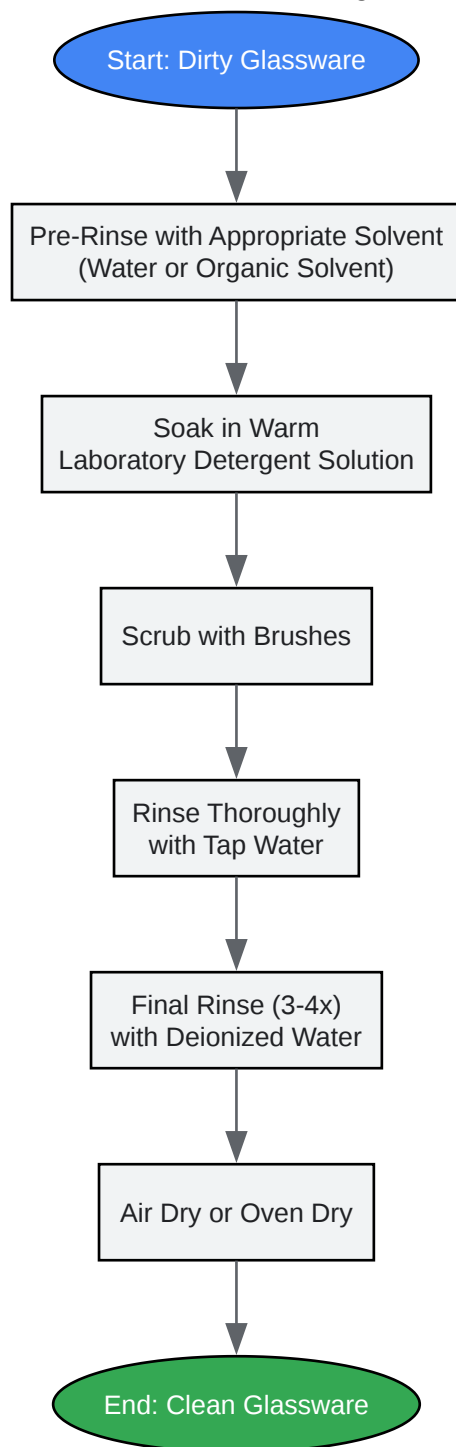 Start: Dirty Glassware
Pre-Rinse with Appropriate Solvent
(Water or Organic Solvent)
Soak in Warm
Laboratory Detergent Solution
Scrub with Brushes
Rinse Thoroughly
with Tap Water
Final Rinse (3-4x)
with Deionized Water
Air Dry or Oven Dry
End: Clean Glassware